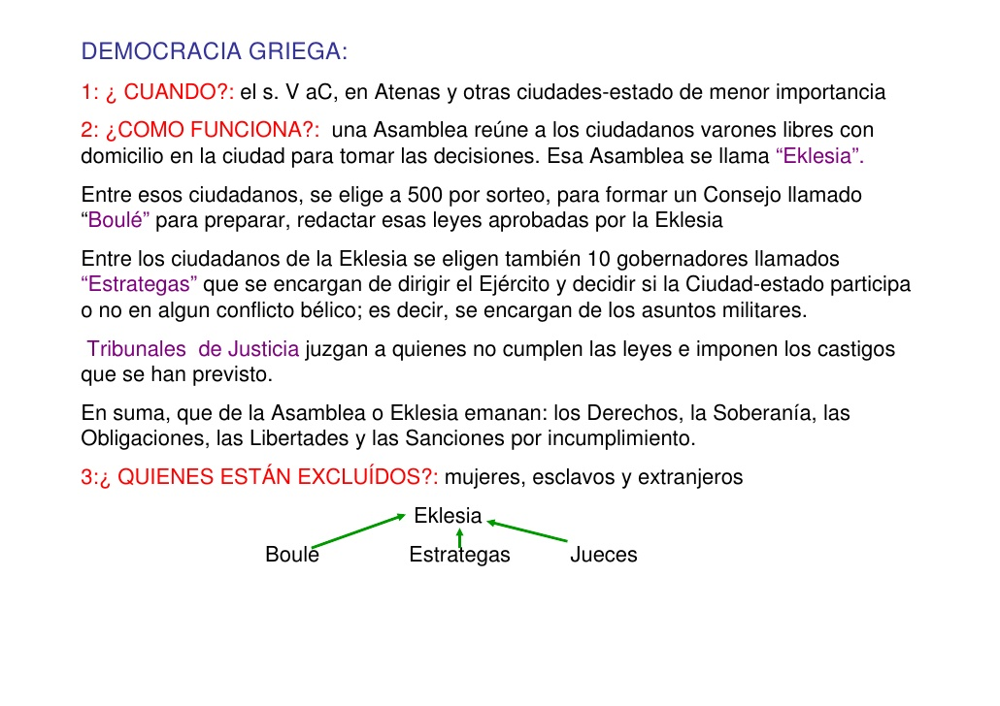 DEMOCRACIA GRIEGA:
1: ¿ CUANDO?: el s. V aC, en Atenas y otras ciudades-estado de menor importancia
2: ¿COMO FUNCIONA?:  una Asamblea reúne a los ciudadanos varones libres con
domicilio en la ciudad para tomar las decisiones. Esa Asamblea se llama “Eklesia”.
Entre esos ciudadanos, se elige a 500 por sorteo, para formar un Consejo llamado
“Boulé” para preparar, redactar esas leyes aprobadas por la Eklesia
Entre los ciudadanos de la Eklesia se eligen también 10 gobernadores llamados
“Estrategas” que se encargan de dirigir el Ejército y decidir si la Ciudad-estado participa
o no en algun conflicto bélico; es decir, se encargan de los asuntos militares.
Tribunales  de Justicia juzgan a quienes no cumplen las leyes e imponen los castigos
que se han previsto.
En suma, que de la Asamblea o Eklesia emanan: los Derechos, la Soberanía, las
Obligaciones, las Libertades y las Sanciones por incumplimiento.
3:¿ QUIENES ESTÁN EXCLUÍDOS?: mujeres, esclavos y extranjeros
Eklesia
Boule Estrategas Jueces